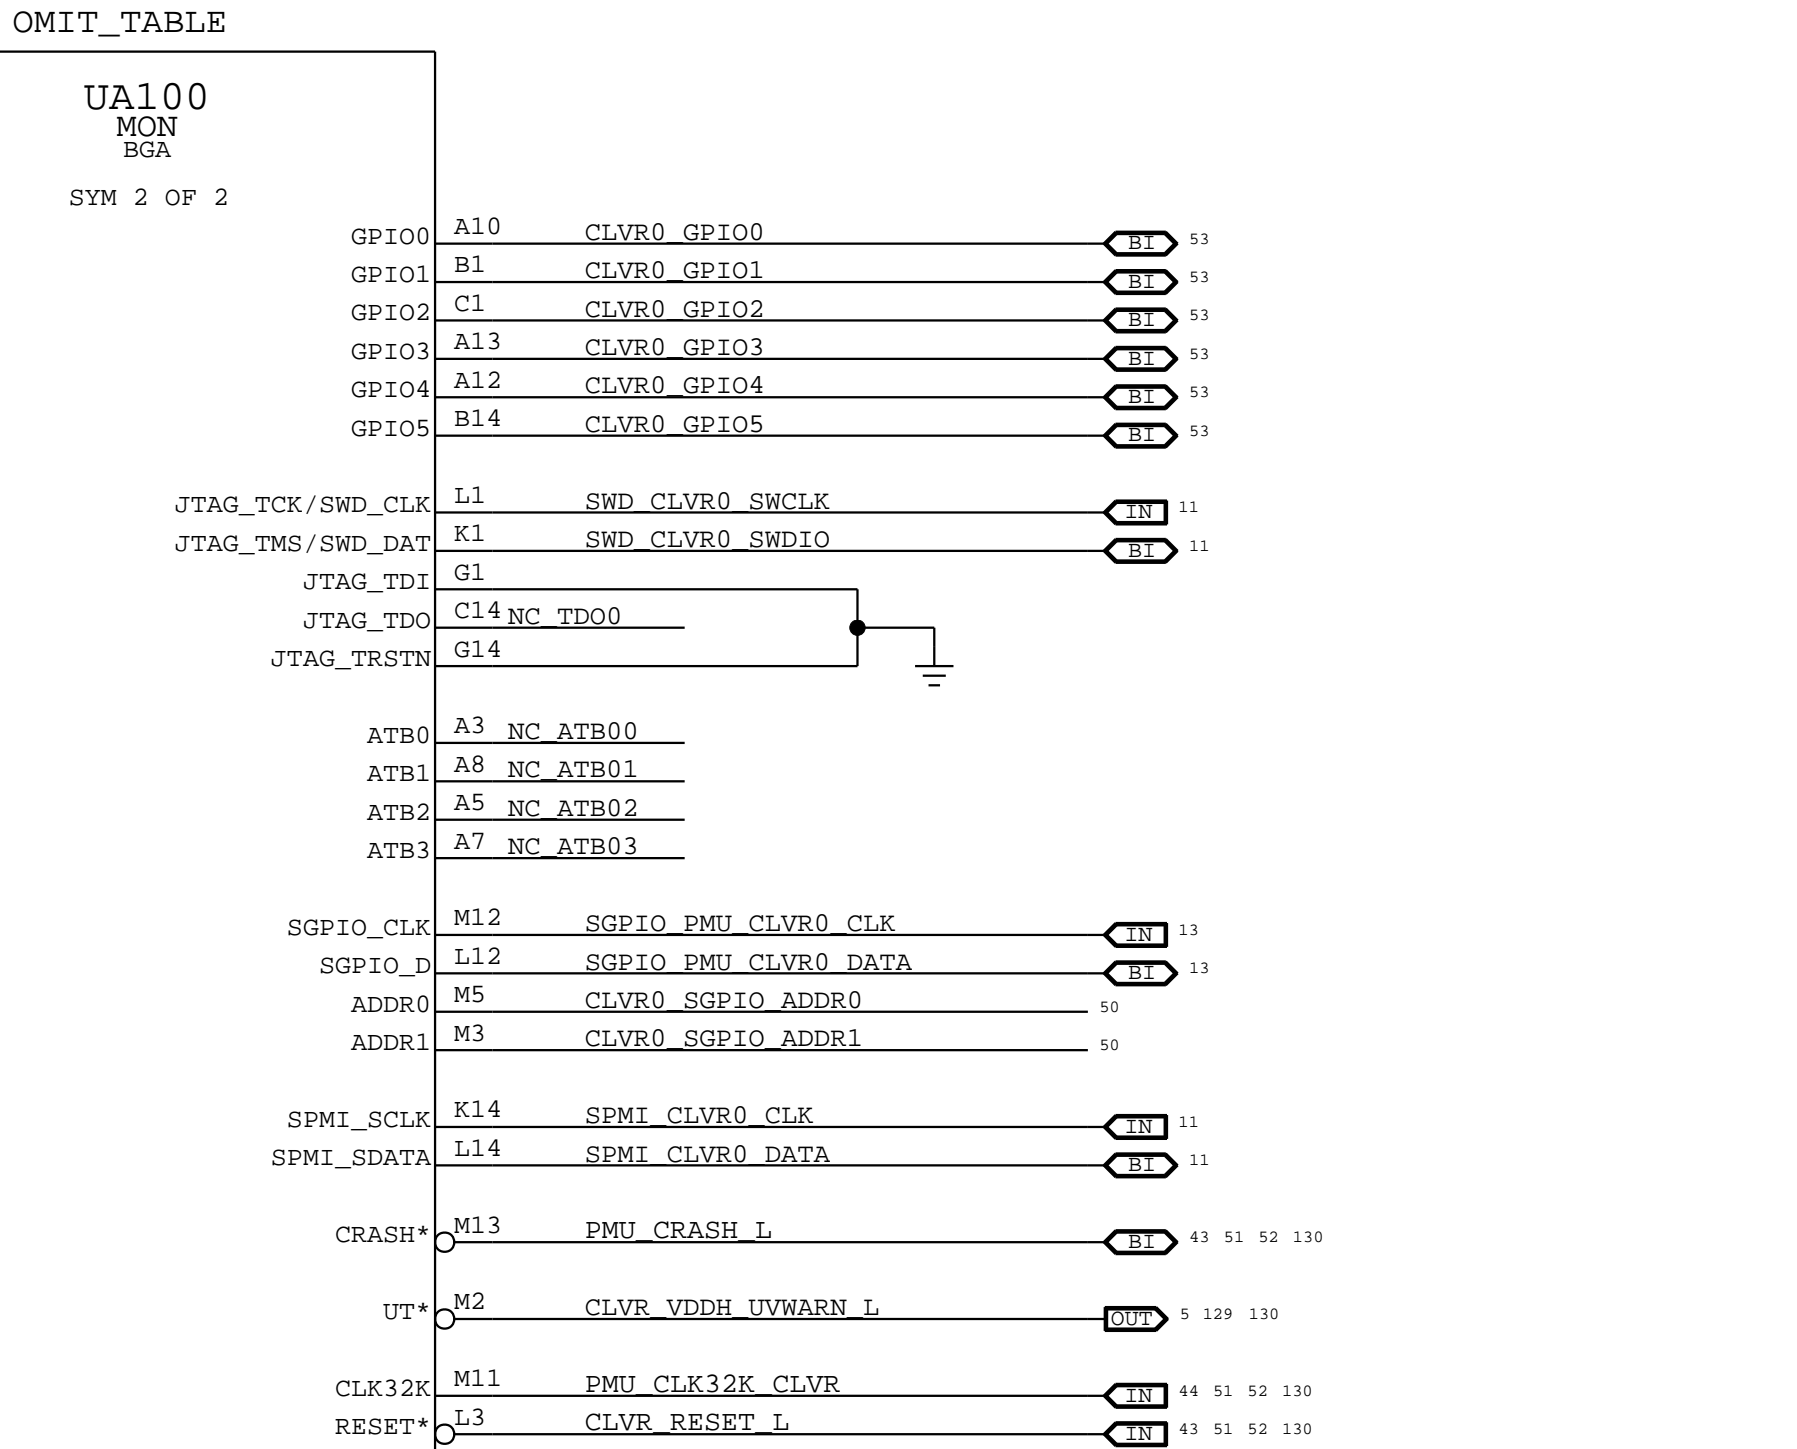 OMIT_TABLE
UA100
MON
BGA
SYM 2 OF 2
GPIO0 A10 CLVR0_GPIO0 BI 53
GPIO1 B1 CLVR0_GPIO1 BI 53
GPIO2 C1 CLVR0_GPIO2 BI 53
GPIO3 A13 CLVR0_GPIO3 BI 53
GPIO4 A12 CLVR0_GPIO4 BI 53
GPIO5 B14 CLVR0_GPIO5 BI 53
JTAG_TCK/SWD_CLK L1 SWD_CLVR0_SWCLK IN 11
JTAG_TMS/SWD_DAT K1 SWD_CLVR0_SWDIO BI 11
JTAG_TDI G1
JTAG_TDO C14 NC_TDO0
JTAG_TRSTN G14
ATB0 A3 NC_ATB00
ATB1 A8 NC_ATB01
ATB2 A5 NC_ATB02
ATB3 A7 NC_ATB03
SGPIO_CLK M12 SGPIO_PMU_CLVR0_CLK IN 13
SGPIO_D L12 SGPIO_PMU_CLVR0_DATA BI 13
ADDR0 M5 CLVR0_SGPIO_ADDR0 50
ADDR1 M3 CLVR0_SGPIO_ADDR1 50
SPMI_SCLK K14 SPMI_CLVR0_CLK IN 11
SPMI_SDATA L14 SPMI_CLVR0_DATA BI 11
CRASH* M13 PMU_CRASH_L BI 43 51 52 130
UT* M2 CLVR_VDDH_UVWARN_L OUT 5 129 130
CLK32K M11 PMU_CLK32K_CLVR IN 44 51 52 130
RESET* L3 CLVR_RESET_L IN 43 51 52 130